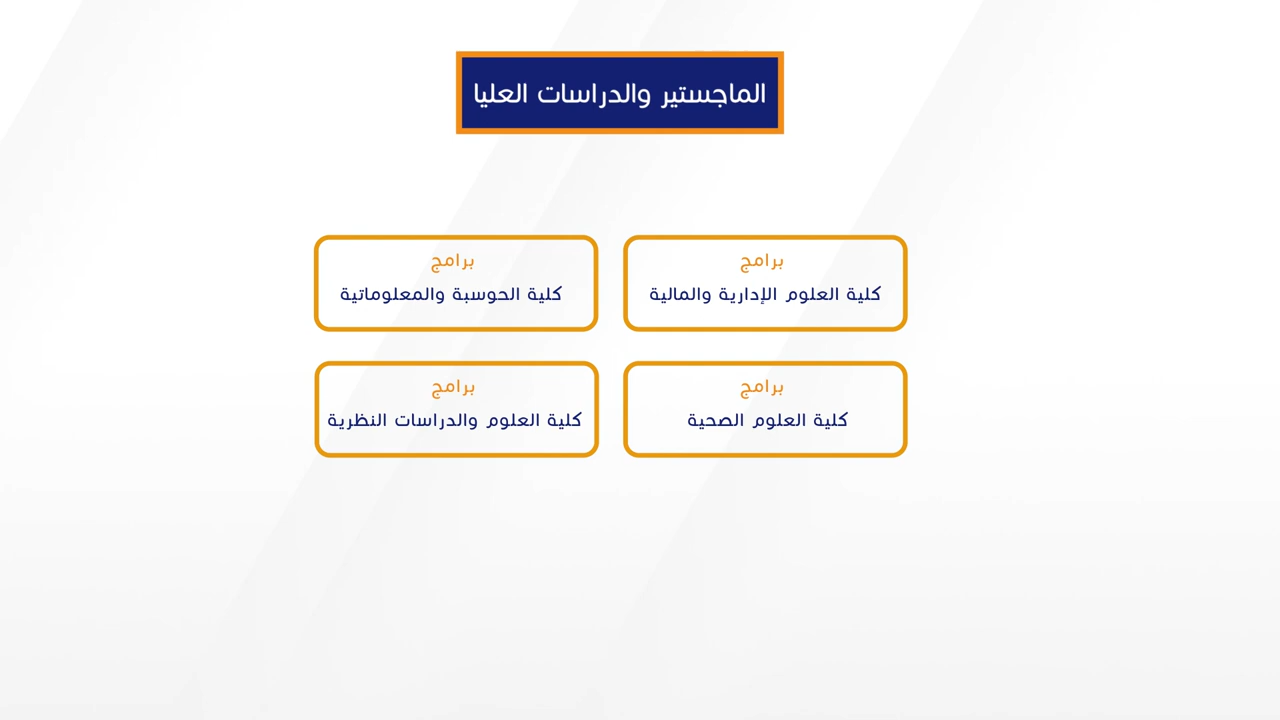 الماجستير والدراسات العليا
برامج
كلية العلوم الإدارية والمالية
برامج
كلية الحوسبة والمعلوماتية
برامج
كلية العلوم الصحية
برامج
كلية العلوم والدراسات النظرية